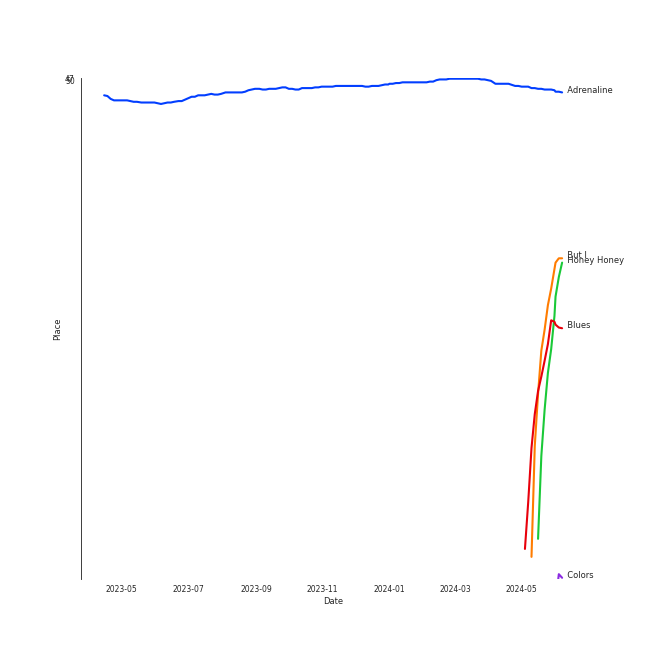 47
50
Adrenaline
But I
Honey Honey
Blues
Colors
Place
2023-05
2023-07
2023-09
2023-11
2024-01
2024-03
2024-05
Date